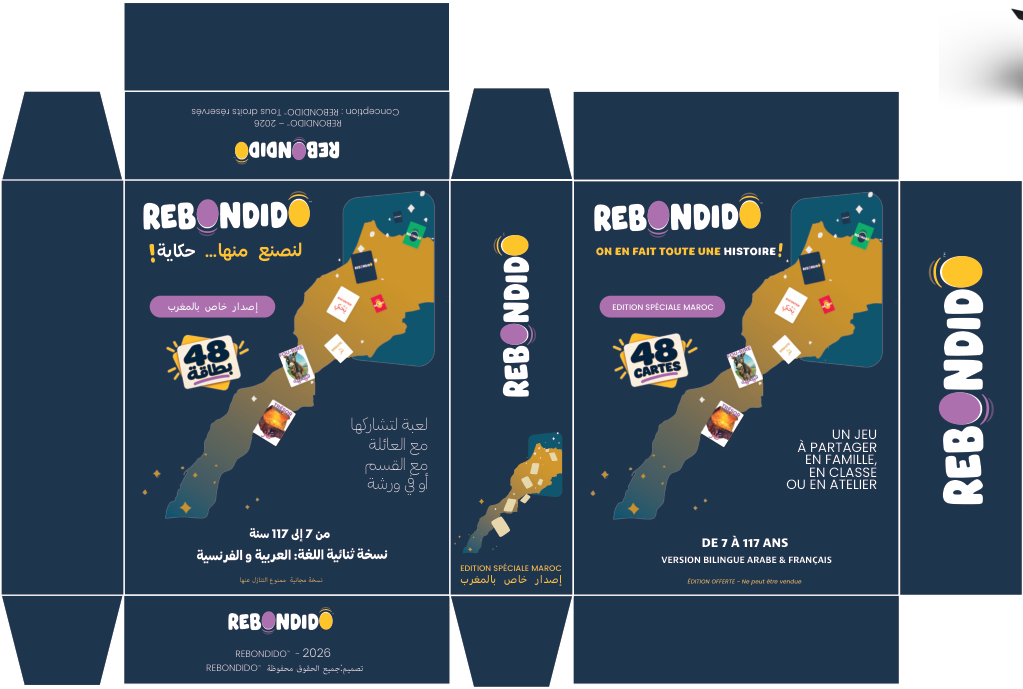 Conception : REBONDIDO™ Tous droits réservés
REBONDIDO™ – 2026
REBONDIDO
REBONDIDO
لنصنع منها... حكاية!
إصدار خاص بالمغرب
48
بطاقة
لعبة لتشاركها
مع العائلة
مع القسم
أو في ورشة
من 7 إلى 117 سنة
نسخة ثنائية اللغة: العربية و الفرنسية
نسخة مجانية ممنوع التنازل عنها
REBONDIDO
REBONDIDO™ - 2026
تصميم:جميع الحقوق محفوظة REBONDIDO™
REBONDIDO
EDITION SPÉCIALE MAROC
إصدار خاص بالمغرب
REBONDIDO
ON EN FAIT TOUTE UNE HISTOIRE !
EDITION SPÉCIALE MAROC
48
CARTES
UN JEU
À PARTAGER
EN FAMILLE,
EN CLASSE
OU EN ATELIER
DE 7 À 117 ANS
VERSION BILINGUE ARABE & FRANÇAIS
ÉDITION OFFERTE - Ne peut être vendue
REBONDIDO